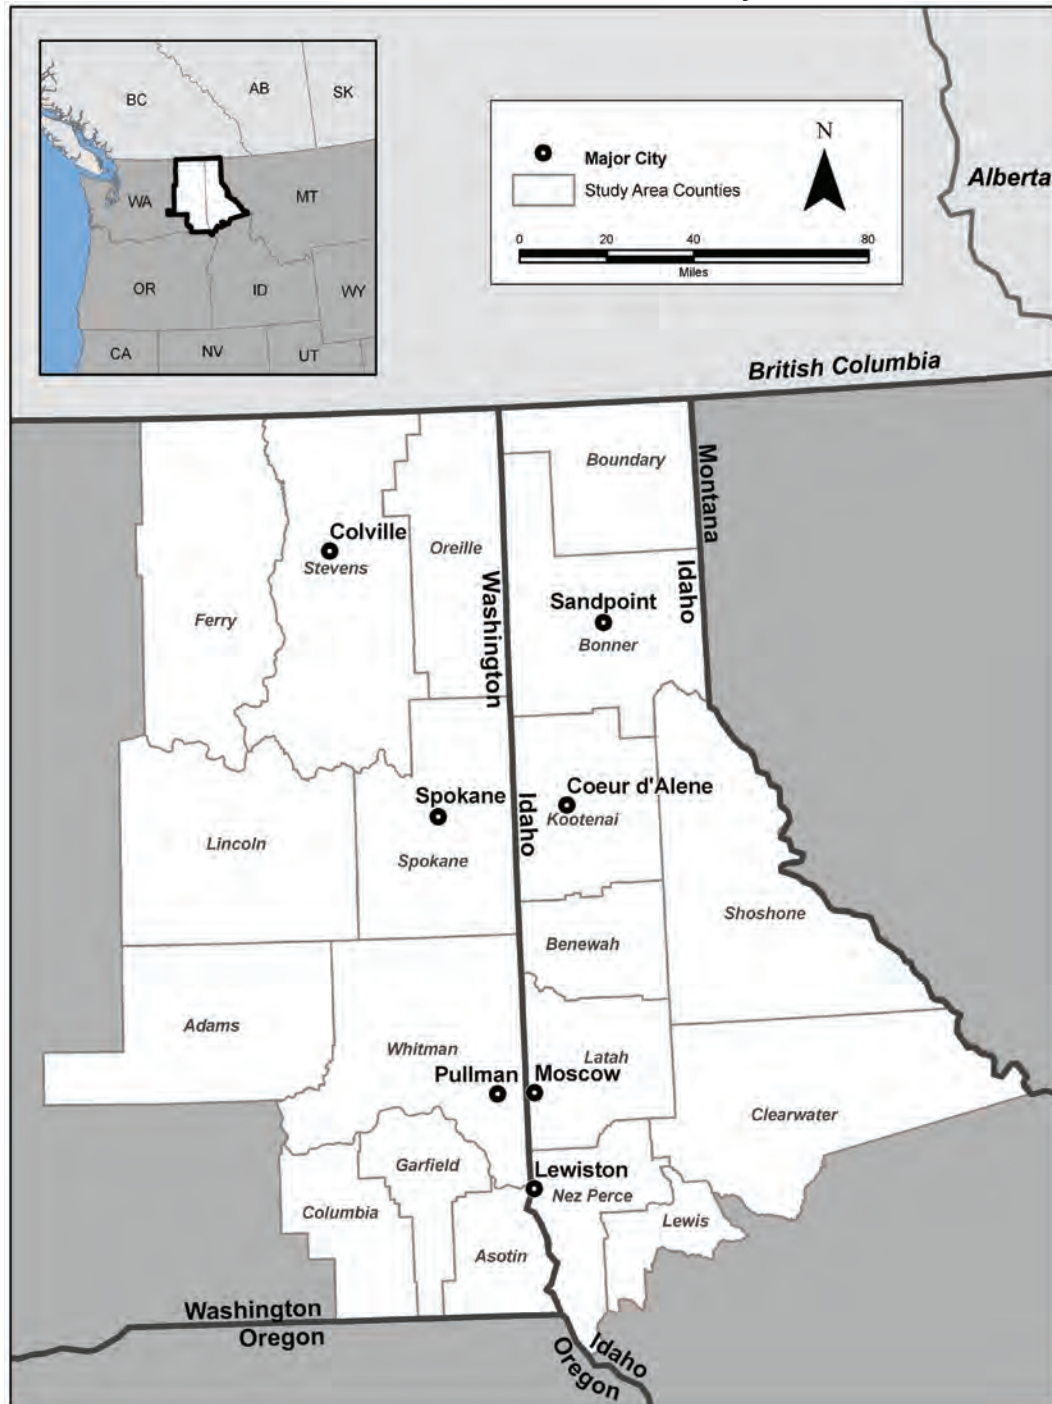 BC
AB
SK
WA
MT
OR
ID
WY
CA
NV
UT
N
Major City
Study Area Counties
0 20 40 80
Miles
Alberta
British Columbia
Montana
Idaho
Boundary
Colville
Stevens
Oreille
Washington
Ferry
Sandpoint
Bonner
Spokane
Spokane
Idaho
Coeur d'Alene
Kootenai
Lincoln
Shoshone
Benewah
Adams
Whitman
Latah
Pullman
Moscow
Clearwater
Garfield
Lewiston
Nez Perce
Columbia
Lewis
Asotin
Washington
Oregon
Idaho
Oregon